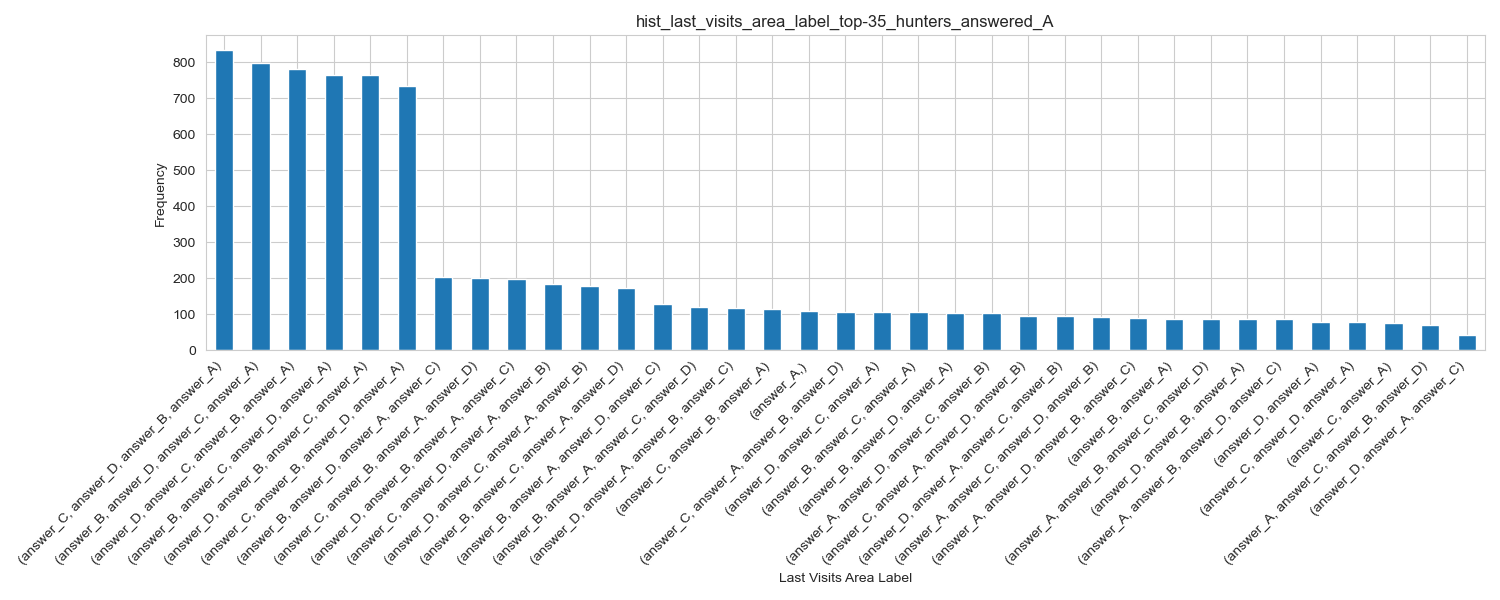 hist_last_visits_area_label_top-35_hunters_answered_A
Frequency
800
700
600
500
400
300
200
100
0
(answer_C, answer_D, answer_B, answer_A)
(answer_B, answer_D, answer_C, answer_A)
(answer_D, answer_C, answer_B, answer_A)
(answer_B, answer_C, answer_D, answer_A)
(answer_D, answer_B, answer_C, answer_A)
(answer_C, answer_B, answer_D, answer_A)
(answer_B, answer_D, answer_A, answer_C)
(answer_C, answer_B, answer_A, answer_D)
(answer_D, answer_B, answer_A, answer_C)
(answer_C, answer_D, answer_A, answer_B)
(answer_D, answer_C, answer_A, answer_B)
(answer_B, answer_C, answer_A, answer_D)
(answer_B, answer_A, answer_D, answer_C)
(answer_B, answer_A, answer_C, answer_D)
(answer_D, answer_A, answer_B, answer_C)
(answer_C, answer_B, answer_A)
(answer_A,)
(answer_C, answer_A, answer_B, answer_D)
(answer_D, answer_C, answer_A)
(answer_B, answer_C, answer_A)
(answer_B, answer_D, answer_A)
(answer_A, answer_D, answer_C, answer_B)
(answer_C, answer_A, answer_D, answer_B)
(answer_D, answer_A, answer_C, answer_B)
(answer_A, answer_C, answer_D, answer_B)
(answer_A, answer_D, answer_B, answer_C)
(answer_B, answer_A)
(answer_A, answer_B, answer_C, answer_D)
(answer_D, answer_B, answer_A)
(answer_A, answer_B, answer_D, answer_C)
(answer_D, answer_A)
(answer_C, answer_D, answer_A)
(answer_C, answer_A)
(answer_A, answer_C, answer_B, answer_D)
(answer_D, answer_A, answer_C)
Last Visits Area Label